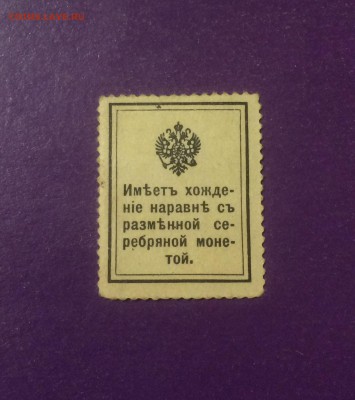 Имѣетъ хожде-
ніе наравнѣ съ
размѣнной се-
ребряной моне-
той.